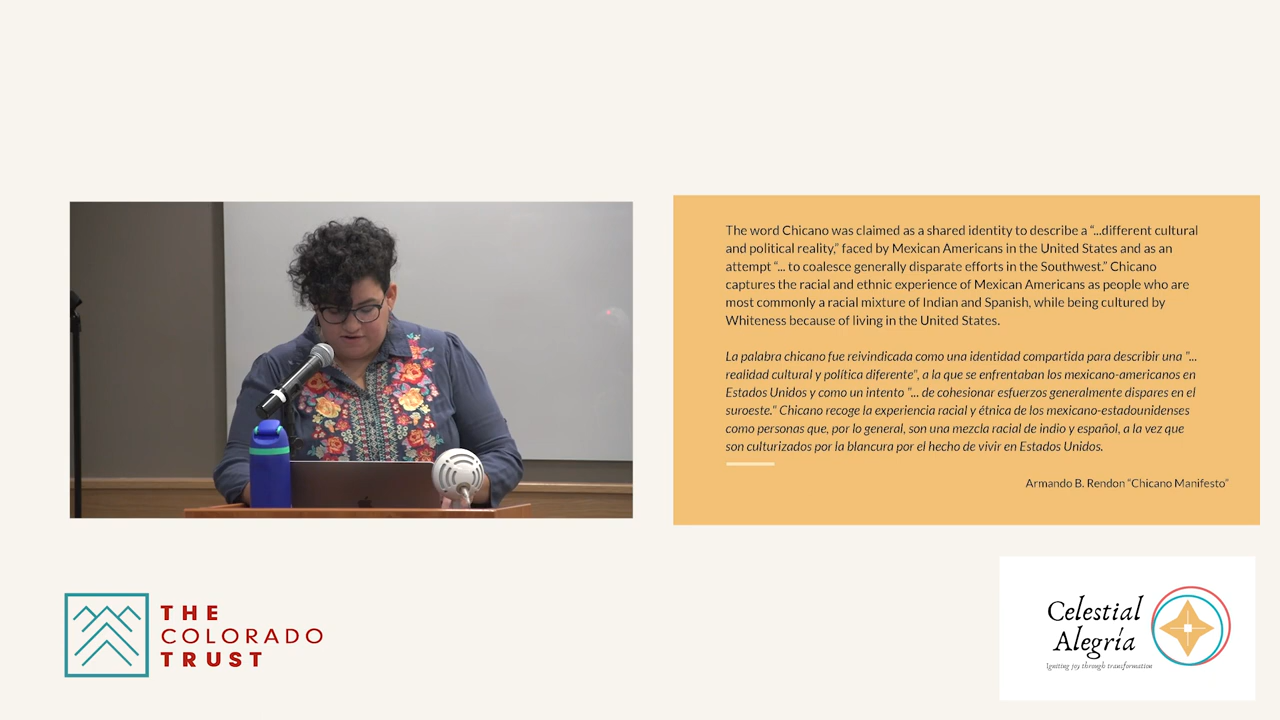 The word Chicano was claimed as a shared identity to describe a “...different cultural
and political reality,” faced by Mexican Americans in the United States and as an
attempt “... to coalesce generally disparate efforts in the Southwest.” Chicano
captures the racial and ethnic experience of Mexican Americans as people who are
most commonly a racial mixture of Indian and Spanish, while being cultured by
Whiteness because of living in the United States.
La palabra chicano fue reivindicada como una identidad compartida para describir una "...
realidad cultural y política diferente", a la que se enfrentaban los mexicano-americanos en
Estados Unidos y como un intento "... de cohesionar esfuerzos generalmente dispares en el
suroeste." Chicano recoge la experiencia racial y étnica de los mexicano-estadounidenses
como personas que, por lo general, son una mezcla racial de indio y español, a la vez que
son culturizados por la blancura por el hecho de vivir en Estados Unidos.
Armando B. Rendon “Chicano Manifesto”
THE
COLORADO
TRUST
Celestial
Alegría
Igniting joy through transformation